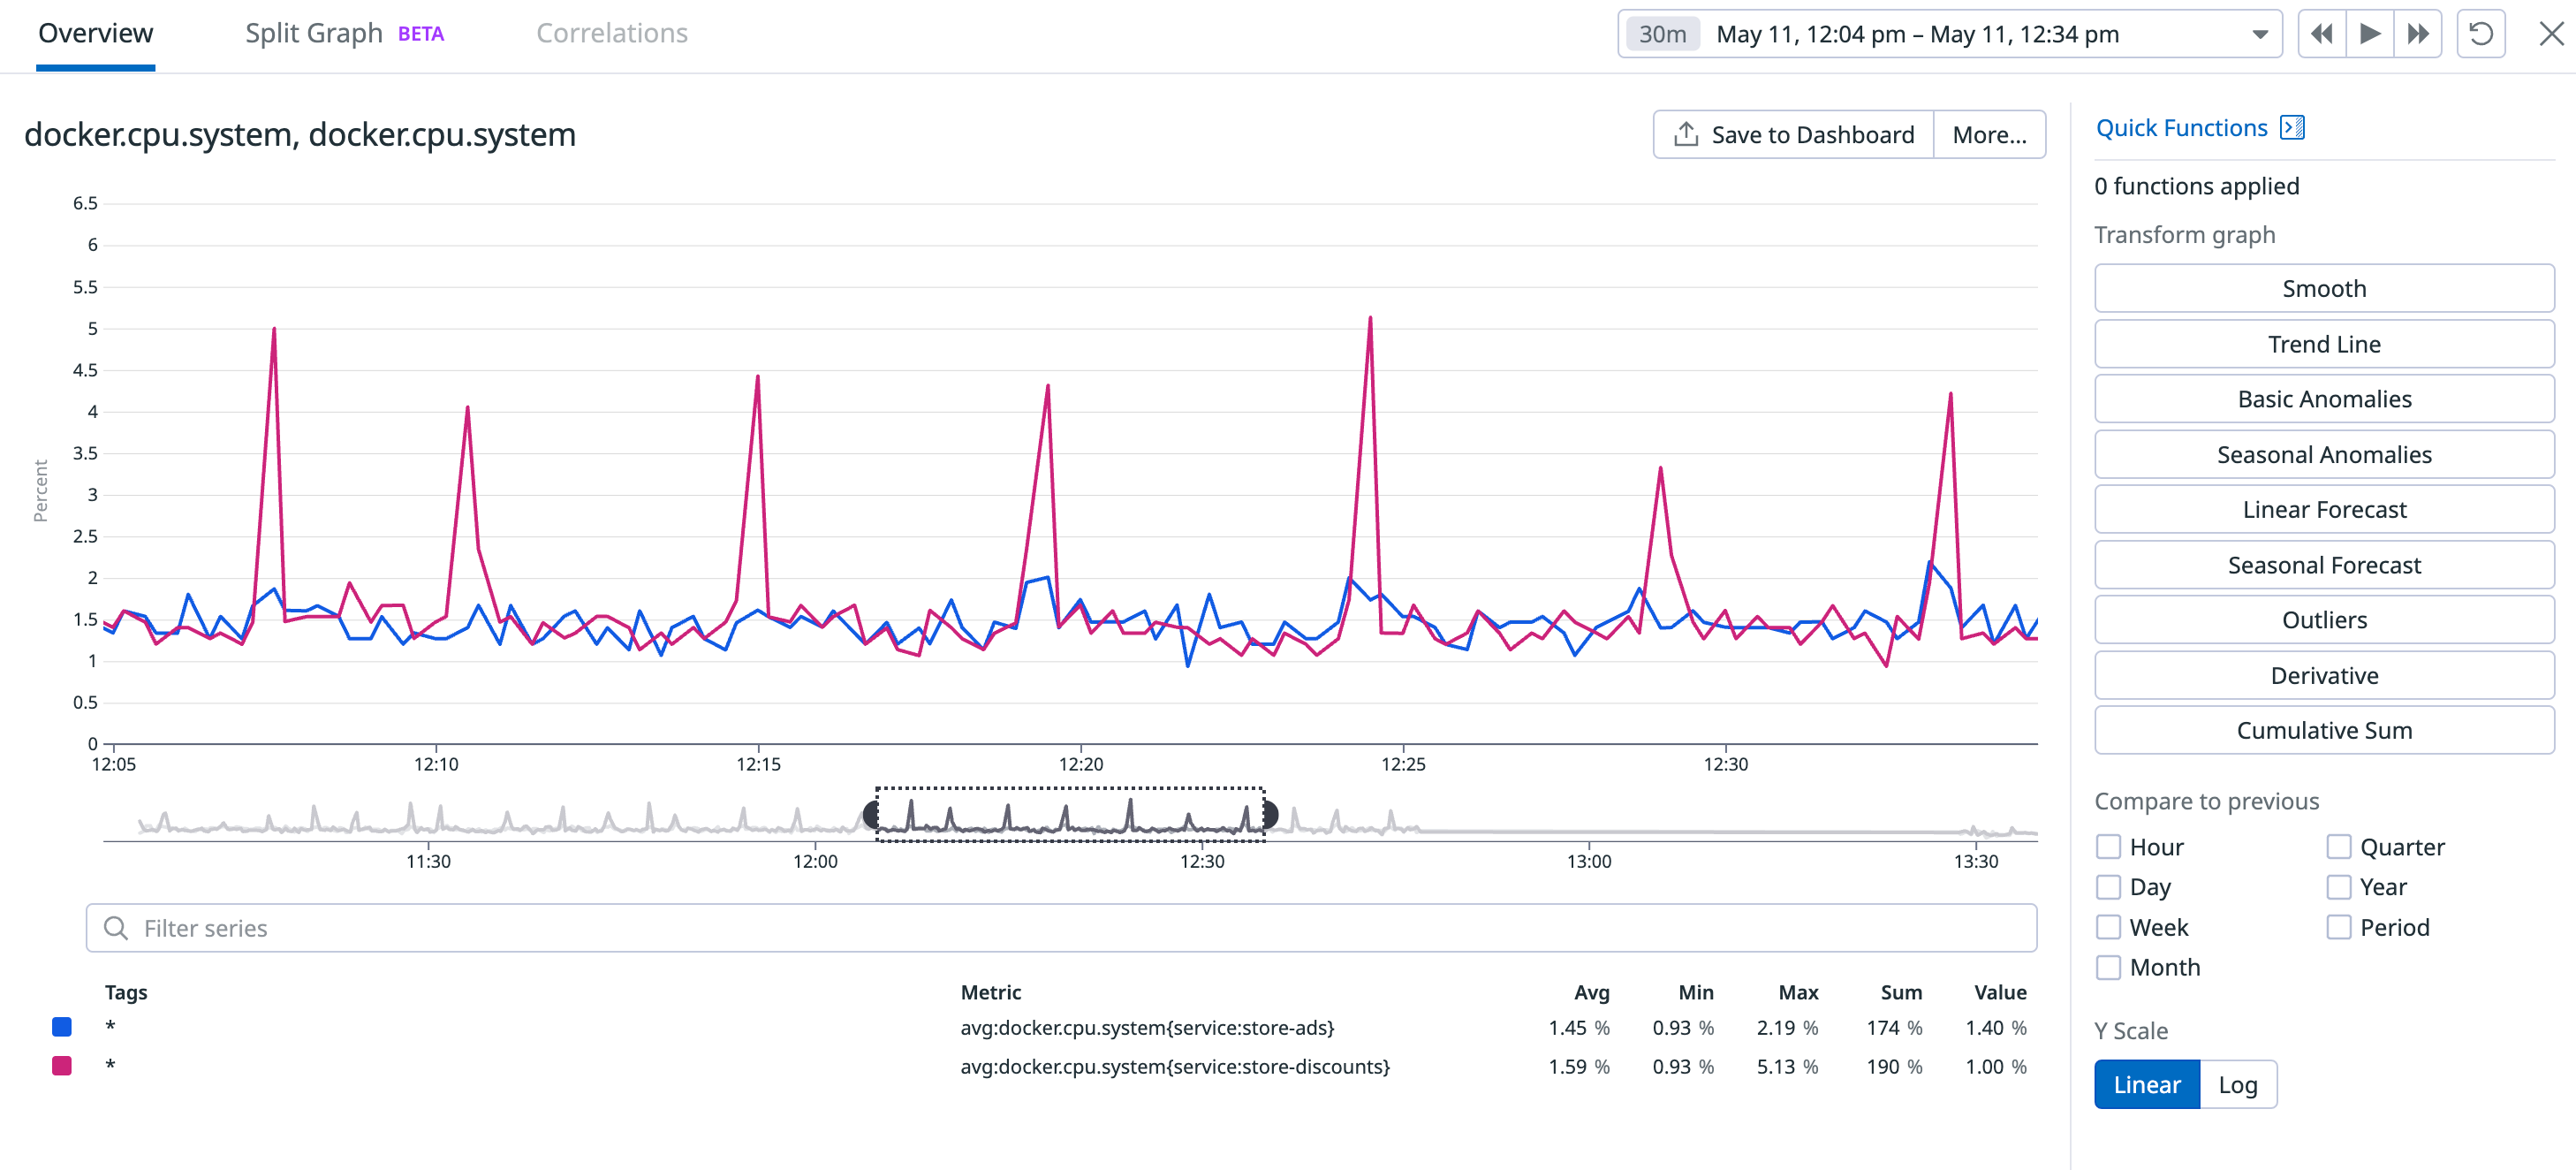 Overview Split Graph BETA Correlations 30m May 11, 12:04 pm – May 11, 12:34 pm
docker.cpu.system, docker.cpu.system Save to Dashboard More...
Percent
6.5
6
5.5
5
4.5
4
3.5
3
2.5
2
1.5
1
0.5
0
12:05 12:10 12:15 12:20 12:25 12:30
11:30 12:00 12:30 13:00 13:30
Filter series
Tags Metric Avg Min Max Sum Value
* avg:docker.cpu.system{service:store-ads} 1.45 % 0.93 % 2.19 % 174 % 1.40 %
* avg:docker.cpu.system{service:store-discounts} 1.59 % 0.93 % 5.13 % 190 % 1.00 %
Quick Functions
0 functions applied
Transform graph
Smooth
Trend Line
Basic Anomalies
Seasonal Anomalies
Linear Forecast
Seasonal Forecast
Outliers
Derivative
Cumulative Sum
Compare to previous
Hour Quarter
Day Year
Week Period
Month
Y Scale
Linear Log